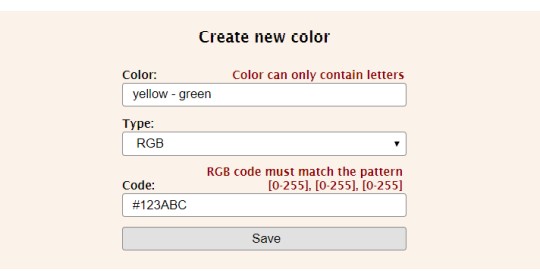 Create new color
Color: Color can only contain letters
yellow - green
Type:
RGB
RGB code must match the pattern
Code: [0-255], [0-255], [0-255]
#123ABC
Save